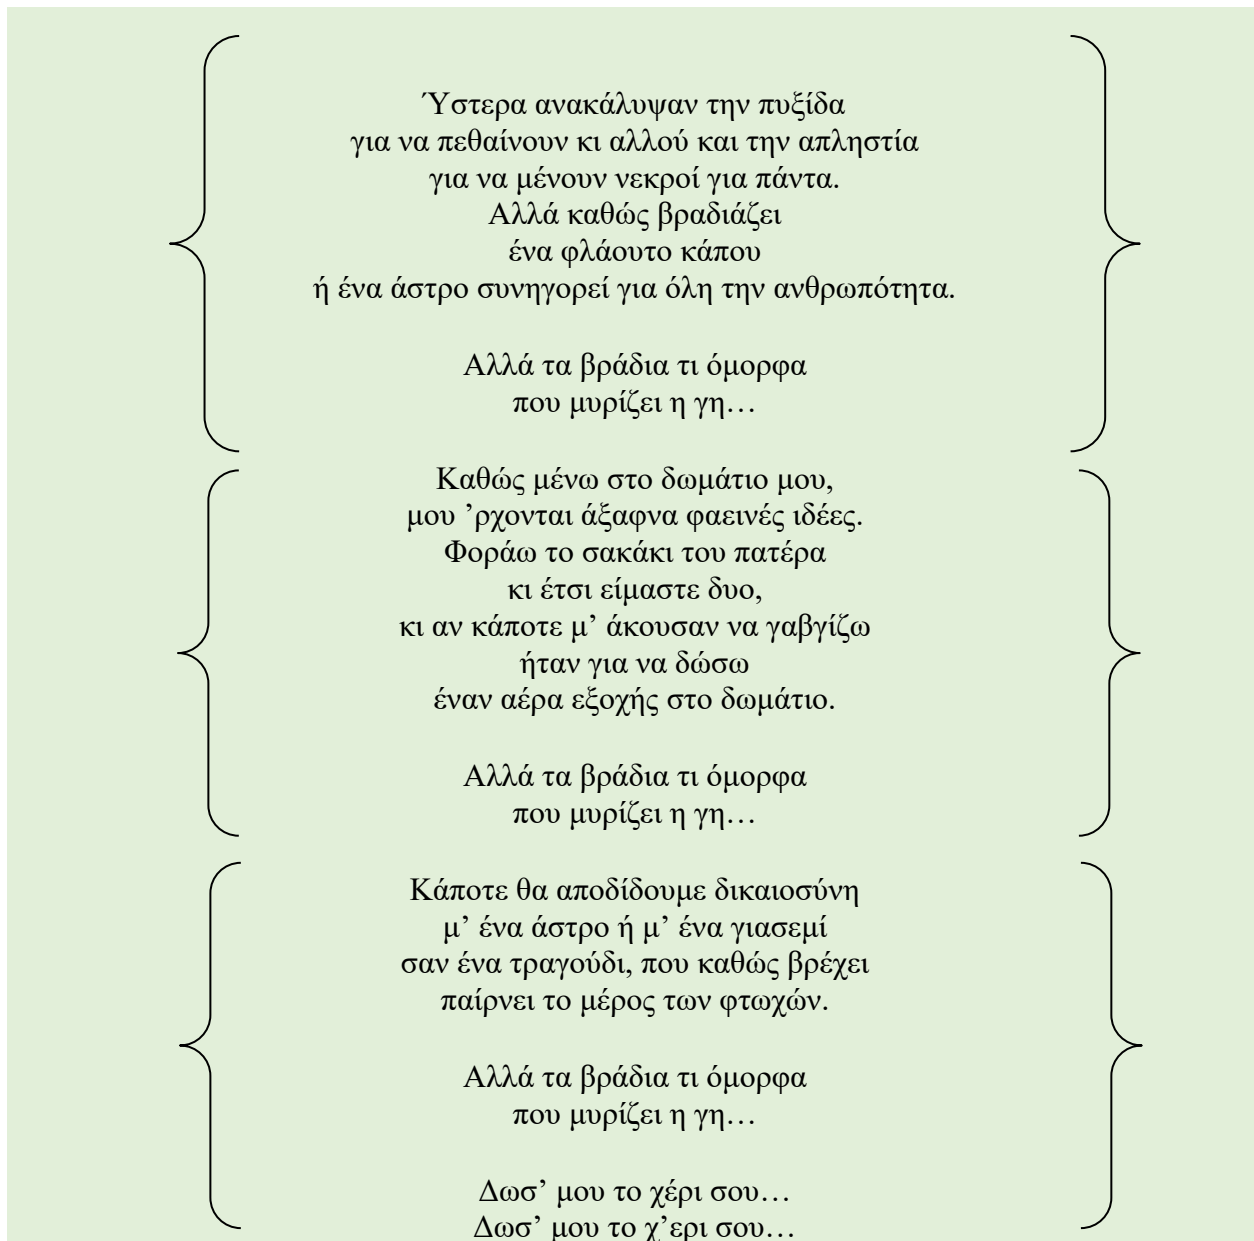 Ύστερα ανακάλυψαν την πυξίδα
για να πεθαίνουν κι αλλού και την απληστία
για να μένουν νεκροί για πάντα.
Αλλά καθώς βραδιάζει
ένα φλάουτο κάπου
ή ένα άστρο συνηγορεί για όλη την ανθρωπότητα.
Αλλά τα βράδια τι όμορφα
που μυρίζει η γη…
Καθώς μένω στο δωμάτιο μου,
μου ’ρχονται άξαφνα φαεινές ιδέες.
Φοράω το σακάκι του πατέρα
κι έτσι είμαστε δυο,
κι αν κάποτε μ’ άκουσαν να γαβγίζω
ήταν για να δώσω
έναν αέρα εξοχής στο δωμάτιο.
Αλλά τα βράδια τι όμορφα
που μυρίζει η γη…
Κάποτε θα αποδίδουμε δικαιοσύνη
μ’ ένα άστρο ή μ’ ένα γιασεμί
σαν ένα τραγούδι, που καθώς βρέχει
παίρνει το μέρος των φτωχών.
Αλλά τα βράδια τι όμορφα
που μυρίζει η γη…
Δωσ’ μου το χέρι σου…
Δωσ’ μου το χ’ερι σου…